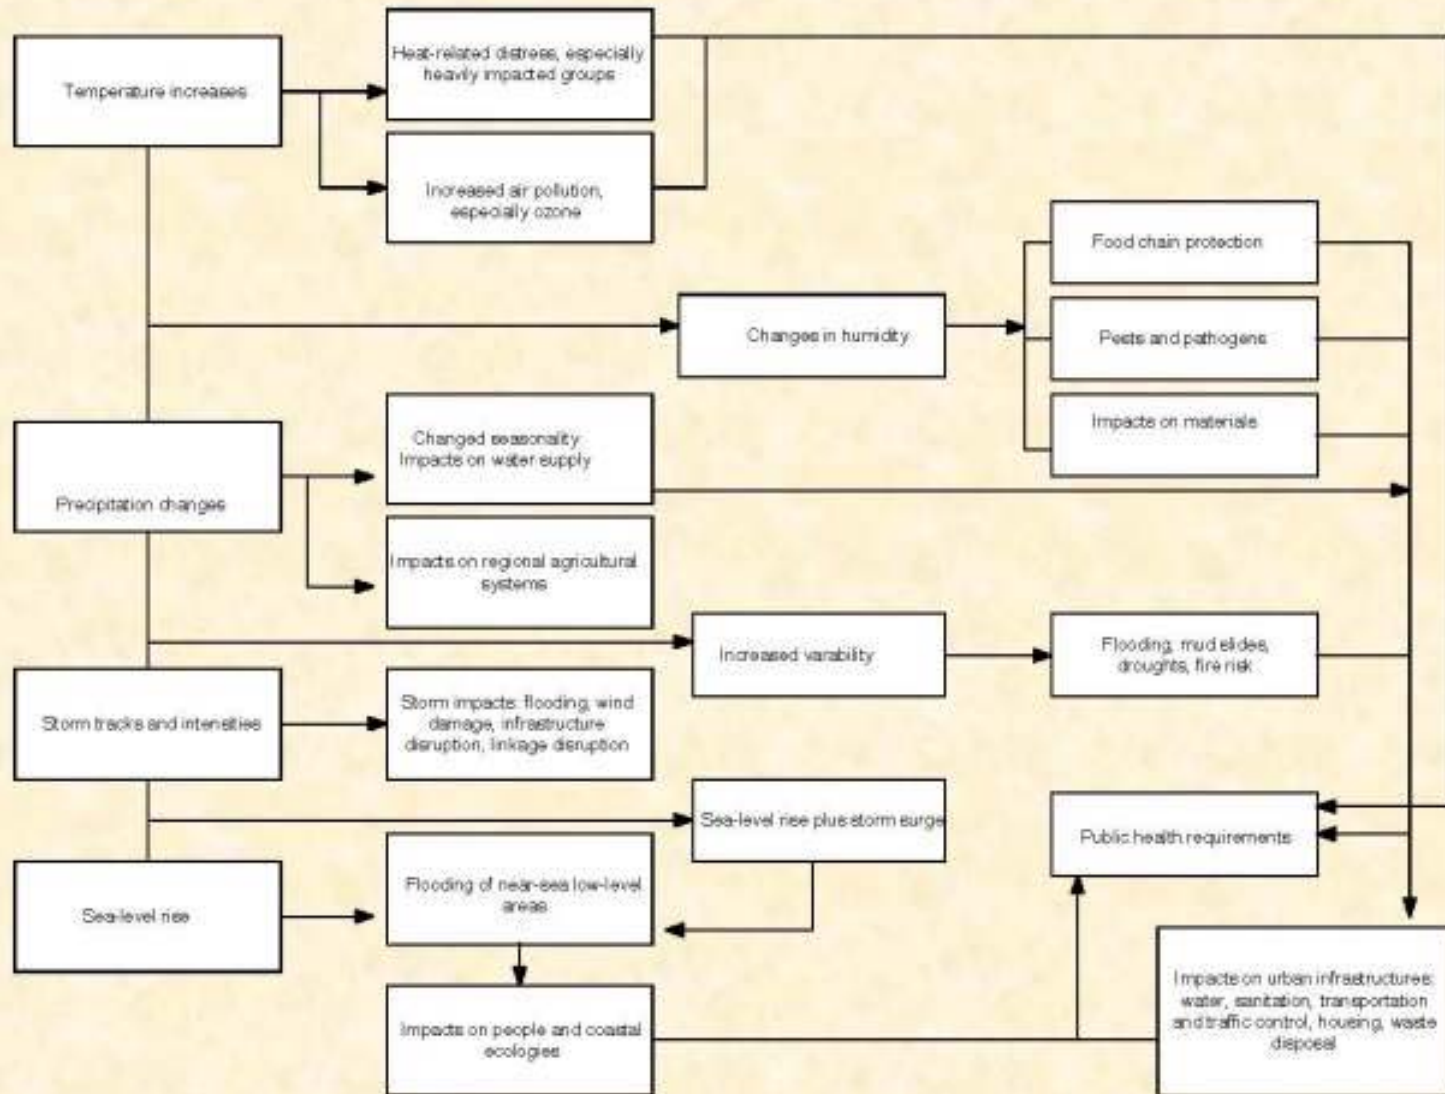 Temperature increases
Heat-related distress, especially
heavily impacted groups
Increased air pollution,
especially ozone
Food chain protection
Changes in humidity
Pests and pathogens
Impacts on materials
Changed seasonality
Impacts on water supply
Precipitation changes
Impacts on regional agricultural
systems
Increased varability
Flooding, mud slides,
droughts, fire risk
Storm tracks and intensities
Storm impacts: flooding, wind
damage, infrastructure
disruption, linkage disruption
Sea-level rise plus storm surge
Public health requirements
Flooding of near-sea low-level
areas
Sea-level rise
Impacts on people and coastal
ecologies
Impacts on urban infrastructures:
water, sanitation, transportation
and traffic control, housing, waste
disposal